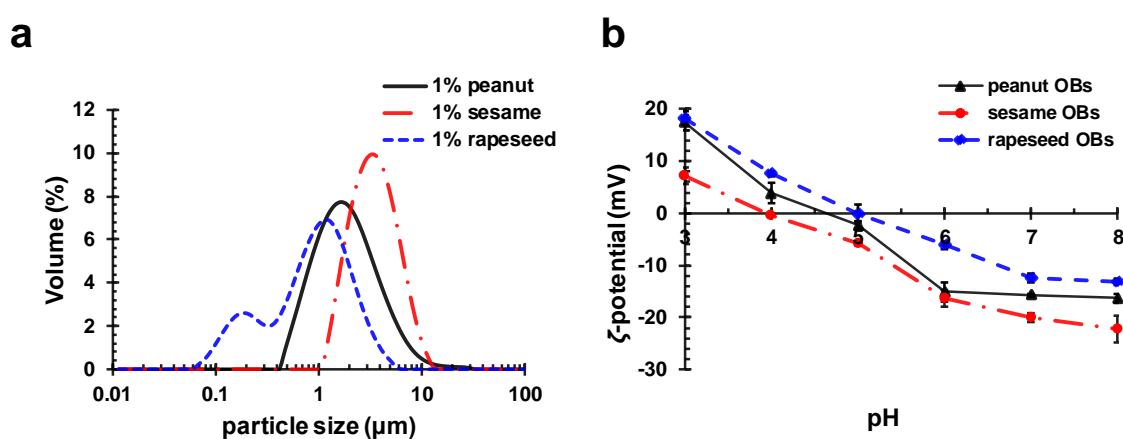 a
1% peanut
1% sesame
1% rapeseed
12
10
8
6
4
2
0
Volume (%)
0.01 0.1 1 10 100
particle size (μm)
b
peanut OBs
sesame OBs
rapeseed OBs
20
10
0
-10
-20
-30
ζ-potential (mV)
3 4 5 6 7 8
pH